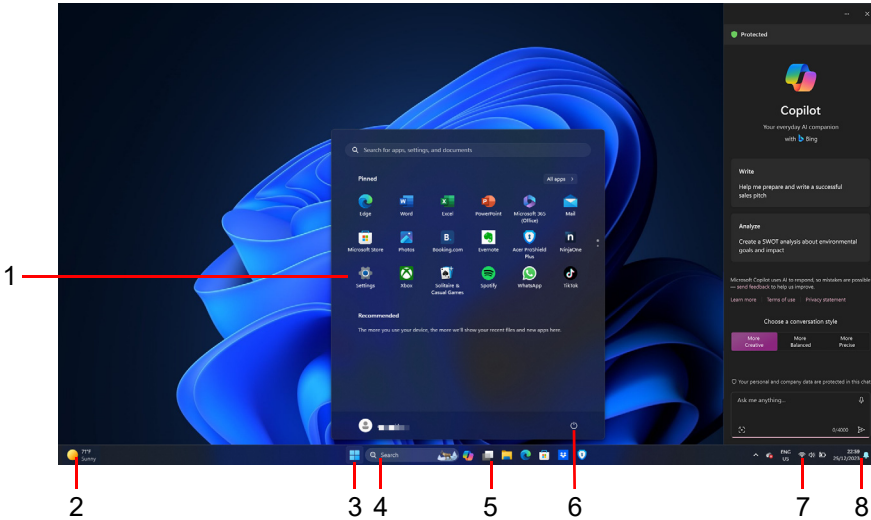 Protected
Copilot
Your everyday AI companion
with Bing
Write
Help me prepare and write a successful
sales pitch
Analyze
Create a SWOT analysis about environmental
goals and impact
Microsoft Copilot uses AI to respond, so mistakes are possible
— send feedback to help us improve.
Learn more Terms of use Privacy statement
Choose a conversation style
More Creative
More Balanced
More Precise
Your personal and company data are protected in this chat
Ask me anything...
0/4000
Search for apps, settings, and documents
Pinned
All apps >
Edge
Word
Excel
PowerPoint
Microsoft 365
(Office)
Mail
Microsoft Store
Photos
Booking.com
Evernote
Acer ProShield
Plus
NinjaOne
Settings
Xbox
Solitaire &
Casual Games
Spotify
WhatsApp
TikTok
Recommended
The more you use your device, the more we'll show your recent files and new apps here.
1
71°F
Sunny
Search
ENG
US
22:59
2
3
4
5
6
7
8